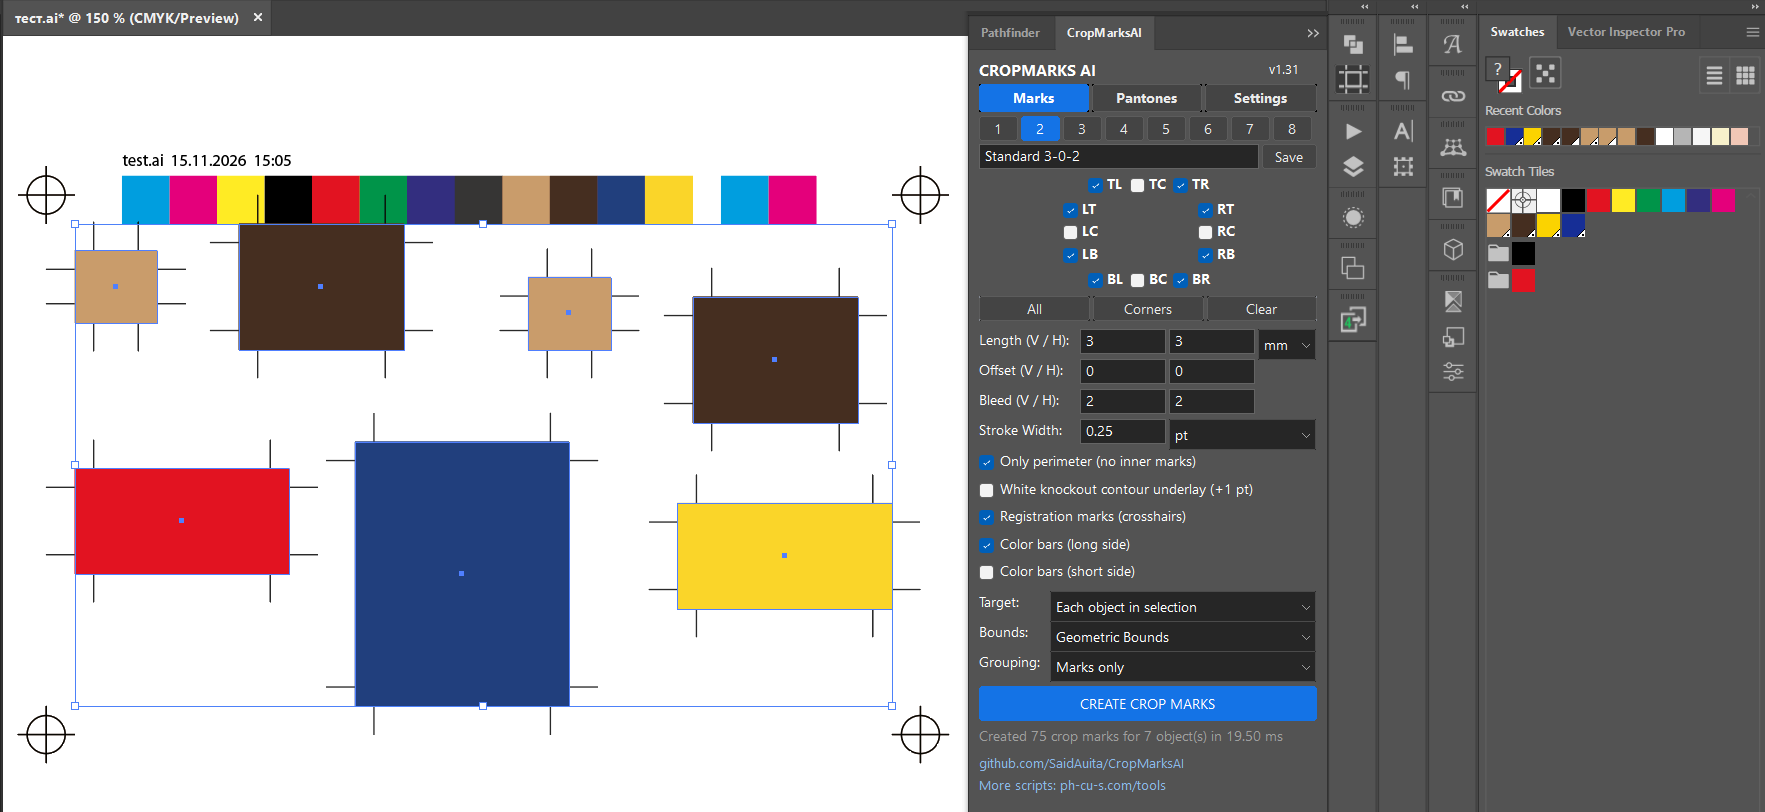 тест.ai* @ 150 % (CMYK/Preview)
test.ai 15.11.2026 15:05
Pathfinder
CropMarksAI
CROPMARKS AI
v1.31
Marks
Pantones
Settings
1 2 3 4 5 6 7 8
Standard 3-0-2
Save
TL TC TR
LT RT
LC RC
LB RB
BL BC BR
All
Corners
Clear
Length (V / H): 3 3 mm
Offset (V / H): 0 0
Bleed (V / H): 2 2
Stroke Width: 0.25 pt
Only perimeter (no inner marks)
White knockout contour underlay (+1 pt)
Registration marks (crosshairs)
Color bars (long side)
Color bars (short side)
Target: Each object in selection
Bounds: Geometric Bounds
Grouping: Marks only
CREATE CROP MARKS
Created 75 crop marks for 7 object(s) in 19.50 ms
github.com/SaidAuita/CropMarksAI
More scripts: ph-cu-s.com/tools
Swatches
Vector Inspector Pro
?
Recent Colors
Swatch Tiles